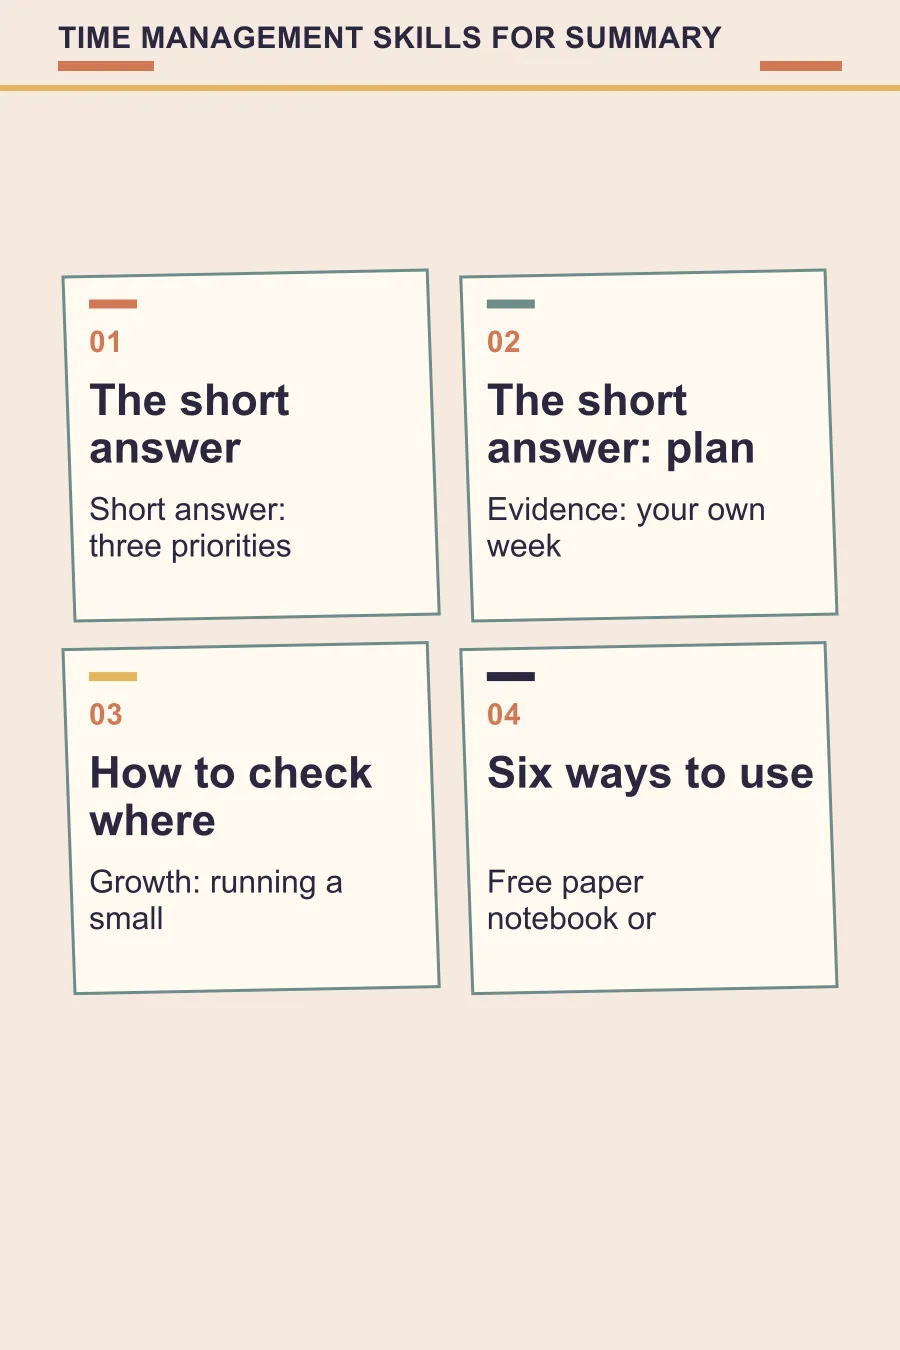 TIME MANAGEMENT SKILLS FOR SUMMARY
01
The short
answer
Short answer:
three priorities
02
The short
answer: plan
Evidence: your own
week
03
How to check
where
Growth: running a
small
04
Six ways to use
Free paper
notebook or